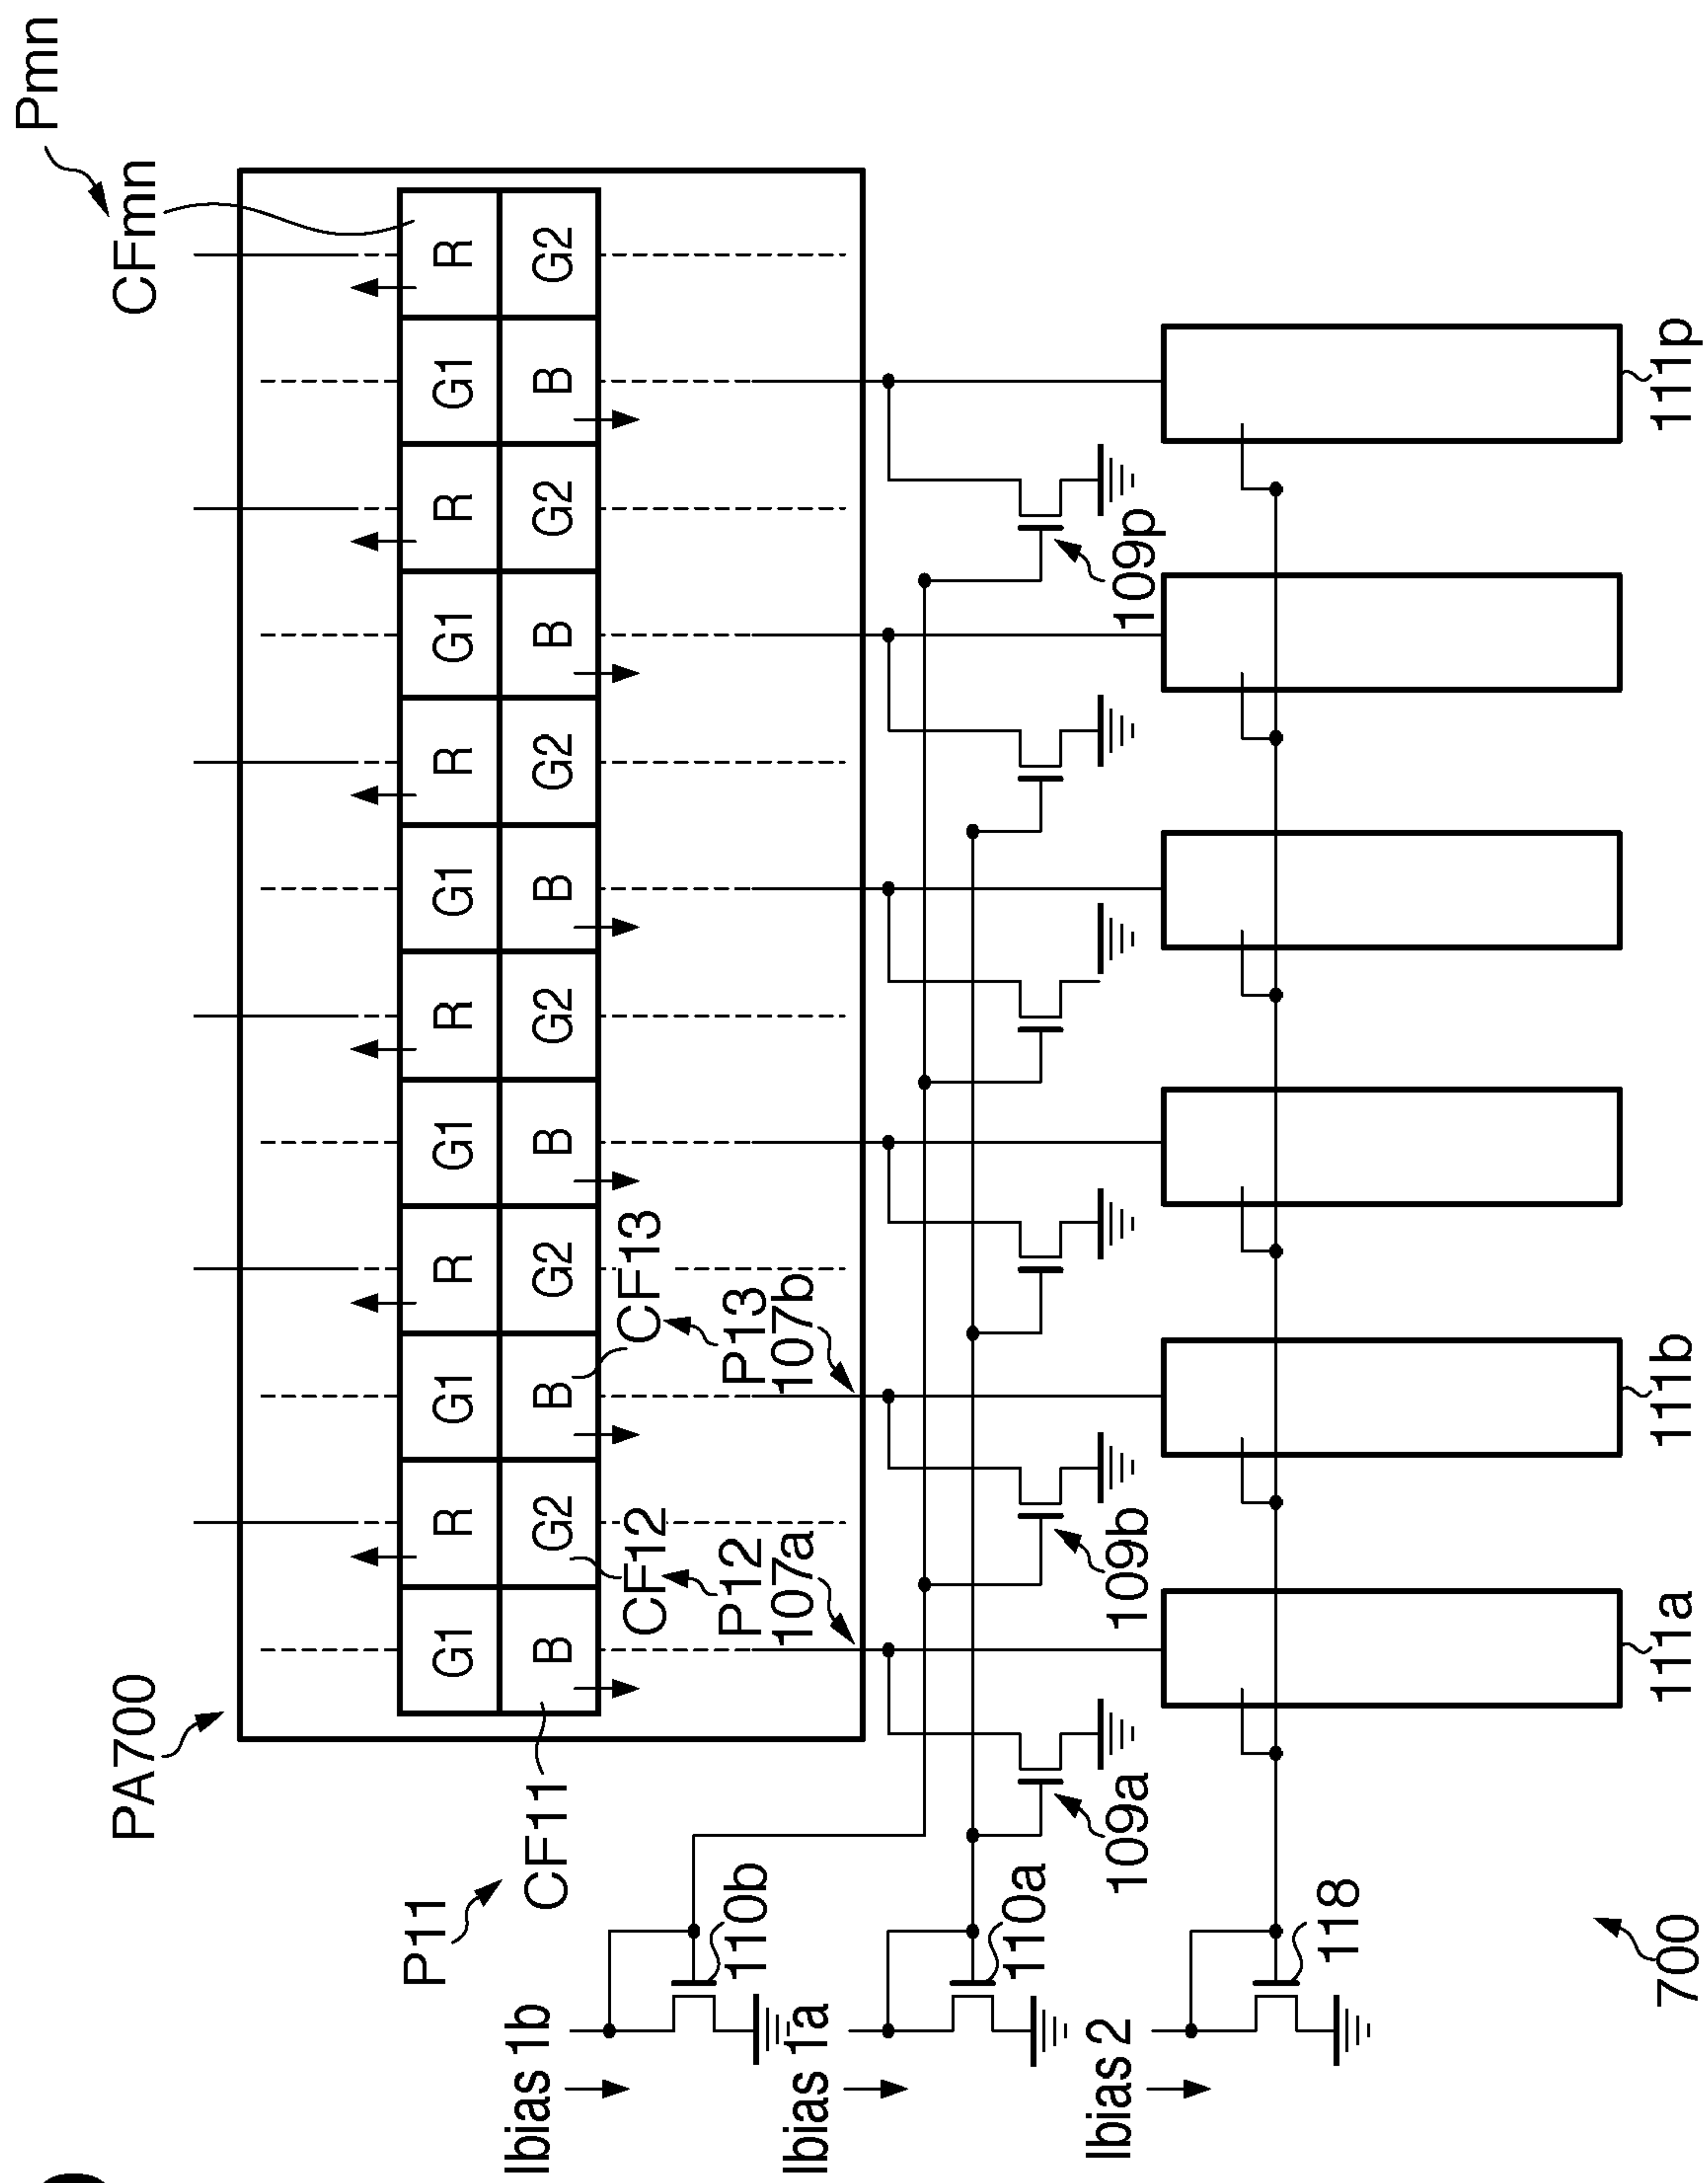 Pmn
PA700 CFmn
P11
G1 R G1 R G1 R G1 R G1 R G1 R
Ibias 1b
CF11
B G2 B G2 B G2 B G2 B G2 B G2
CF12 CF13
P12 P13
110b
107a 107b
Ibias 1a
110a
Ibias 2
109a 109b 109p
118
700
111a 111b 111p